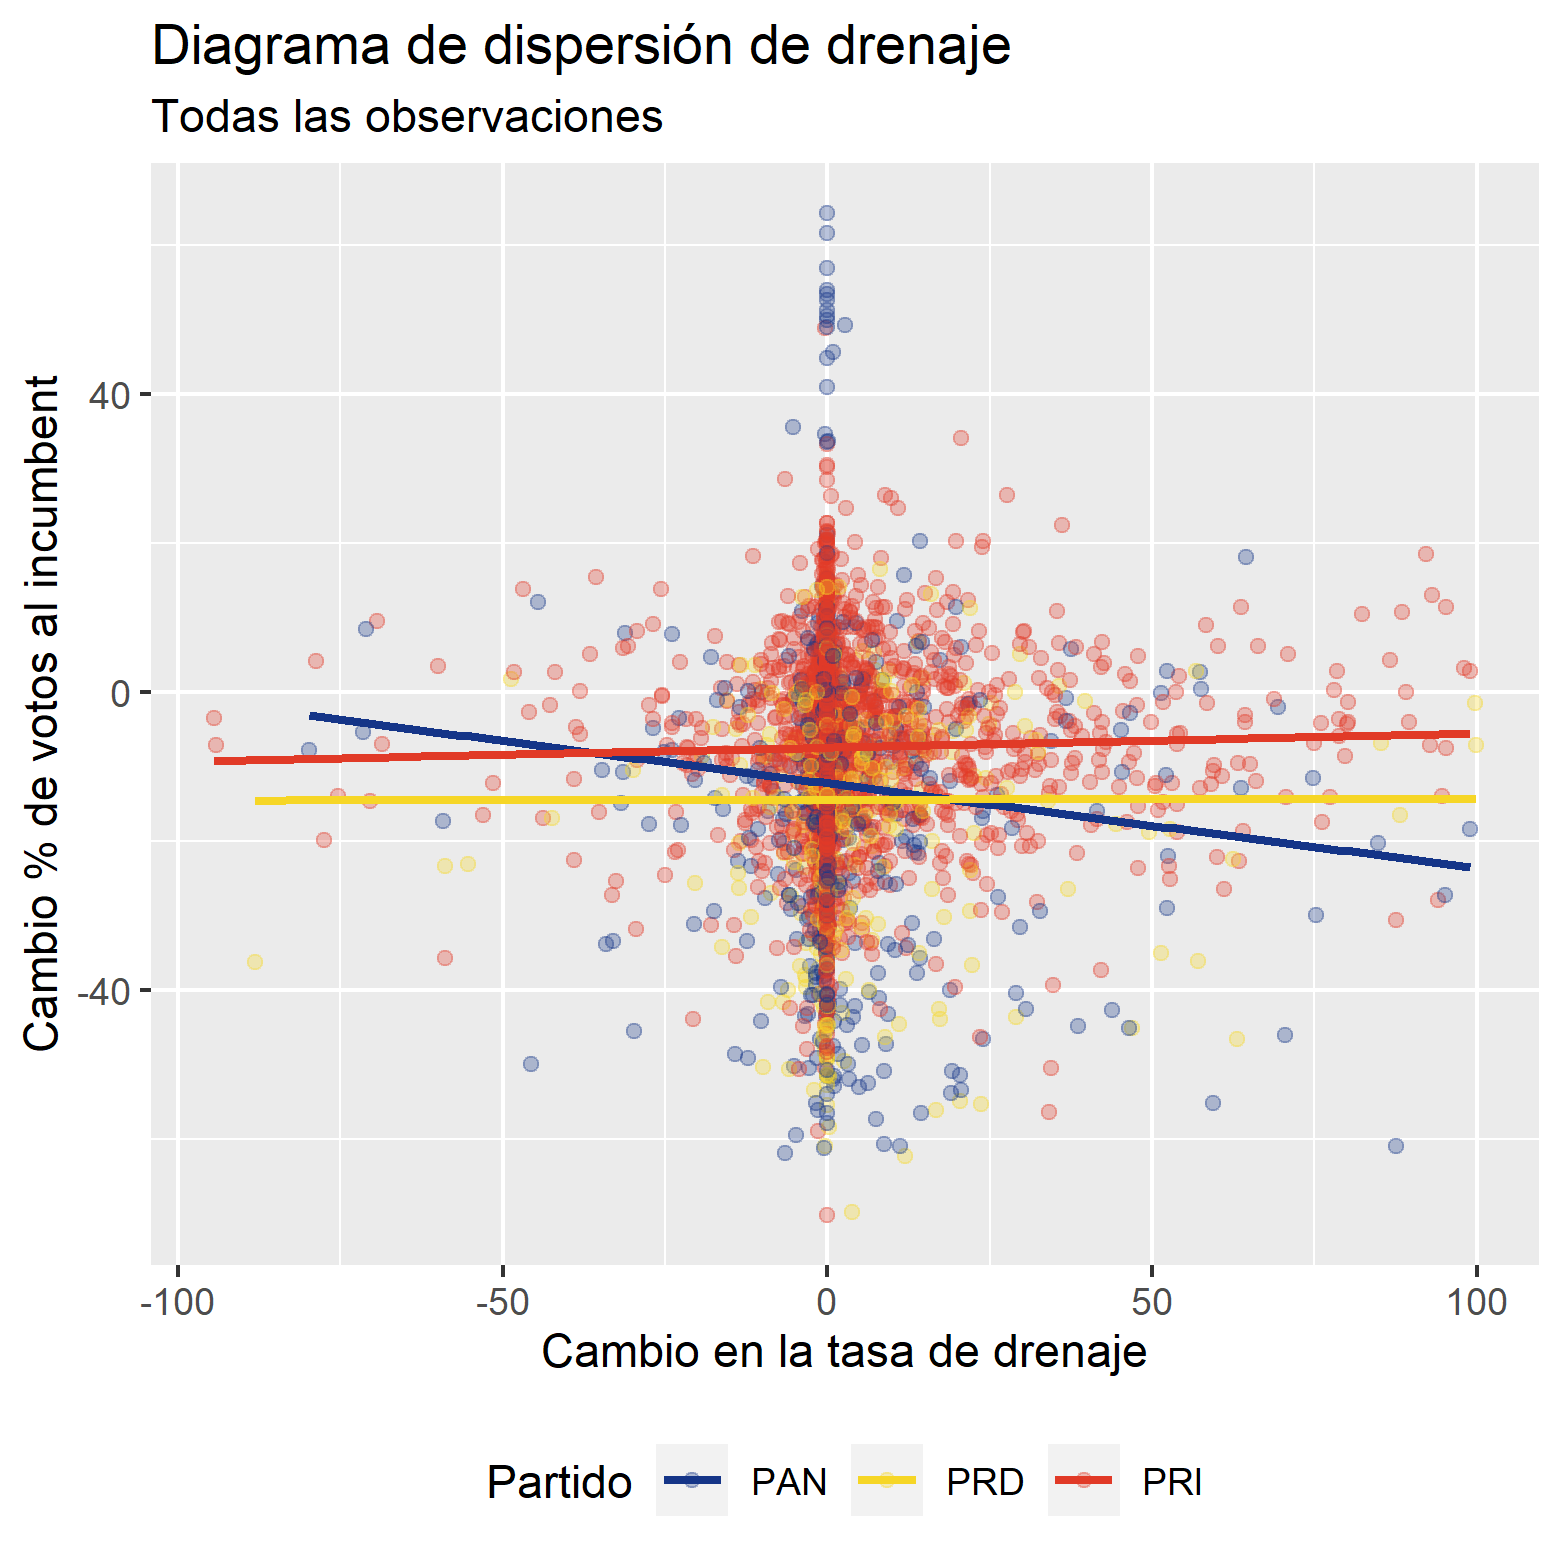 Diagrama de dispersión de drenaje
Todas las observaciones
Cambio % de votos al incumbent
40
0
-40
-100
-50
0
50
100
Cambio en la tasa de drenaje
Partido
PAN
PRD
PRI